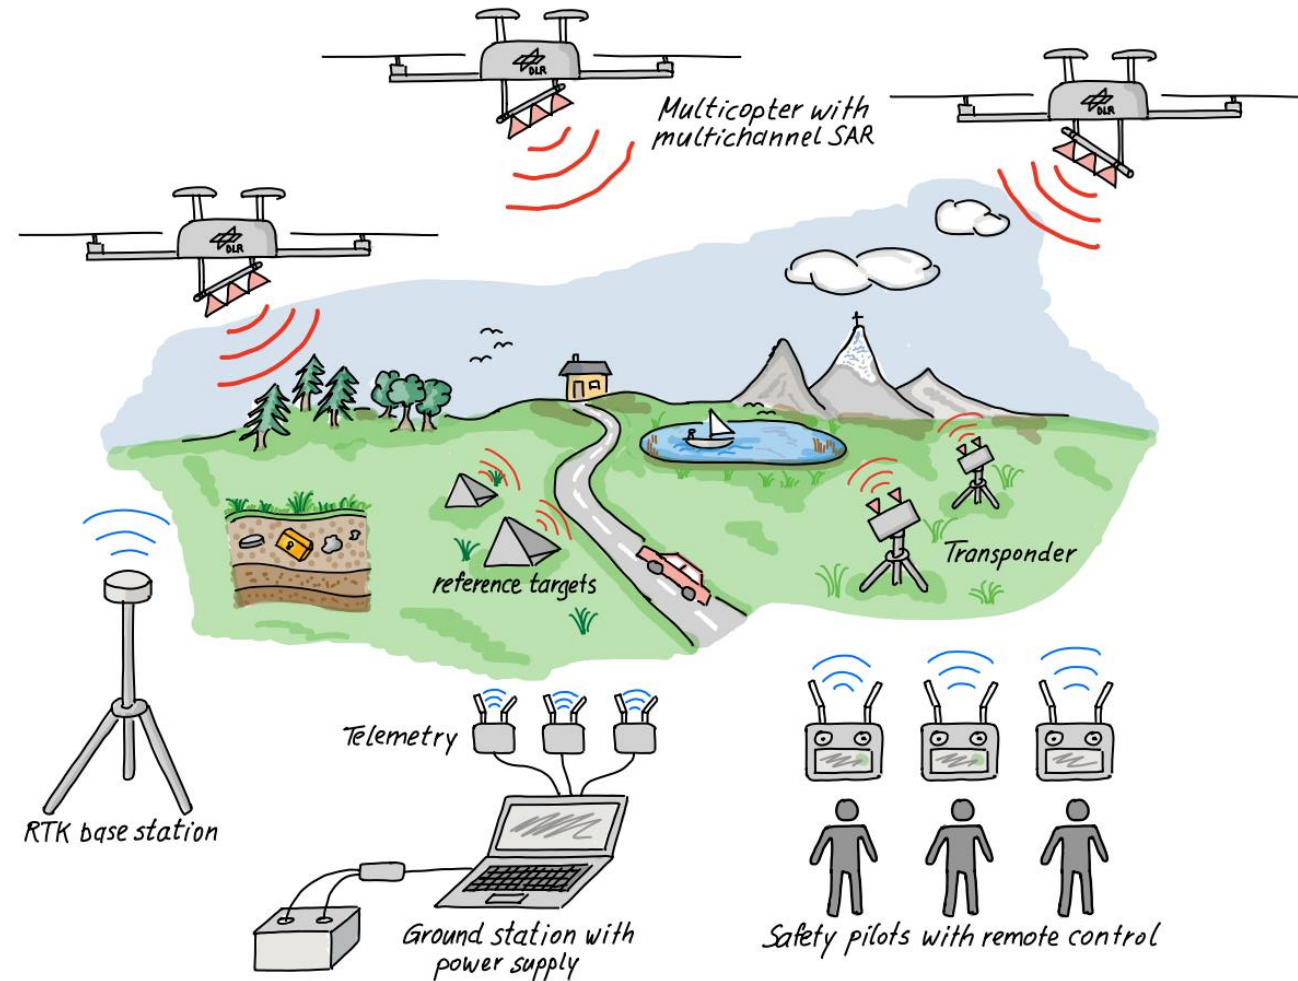 DLR
Multicopter with
multichannel SAR
DLR
DLR
Transponder
reference targets
Telemetry
RTK base station
Ground station with
power supply
Safety pilots with remote control